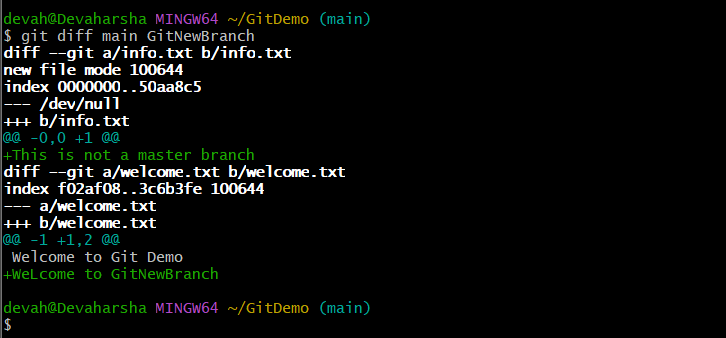 devah@Devaharsha MINGW64 ~/GitDemo (main)
$ git diff main GitNewBranch
diff --git a/info.txt b/info.txt
new file mode 100644
index 0000000..50aa8c5
--- /dev/null
+++ b/info.txt
@@ -0,0 +1 @@
+This is not a master branch
diff --git a/welcome.txt b/welcome.txt
index f02af08..3c6b3fe 100644
--- a/welcome.txt
+++ b/welcome.txt
@@ -1 +1,2 @@
 Welcome to Git Demo
+WeLcome to GitNewBranch
devah@Devaharsha MINGW64 ~/GitDemo (main)
$